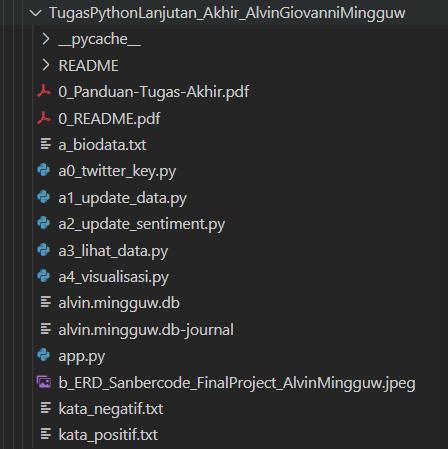 TugasPythonLanjutan_Akhir_AlvinGiovanniMingguw
__pycache__
README
0_Panduan-Tugas-Akhir.pdf
0_README.pdf
a_biodata.txt
a0_twitter_key.py
a1_update_data.py
a2_update_sentiment.py
a3_lihat_data.py
a4_visualisasi.py
alvin.mingguw.db
alvin.mingguw.db-journal
app.py
b_ERD_Sanbercode_FinalProject_AlvinMingguw.jpeg
kata_negatif.txt
kata_positif.txt